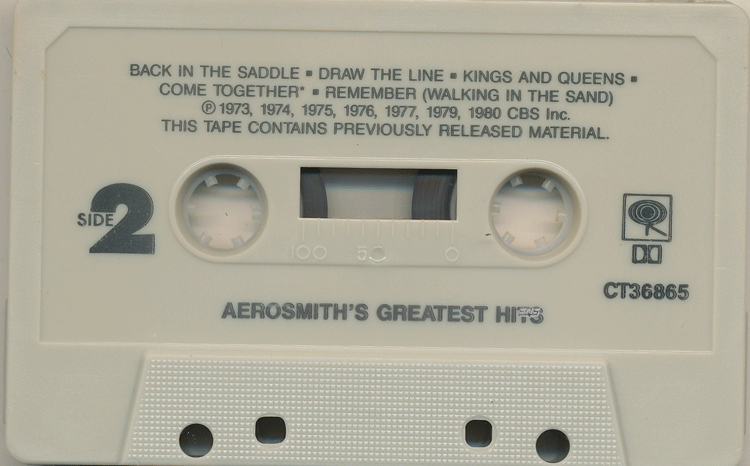 BACK IN THE SADDLE ▪ DRAW THE LINE ▪ KINGS AND QUEENS ▪
COME TOGETHER* ▪ REMEMBER (WALKING IN THE SAND)
℗ 1973, 1974, 1975, 1976, 1977, 1979, 1980 CBS Inc.
THIS TAPE CONTAINS PREVIOUSLY RELEASED MATERIAL.
SIDE 2
100 50 0
CT36865
AEROSMITH'S GREATEST HITS